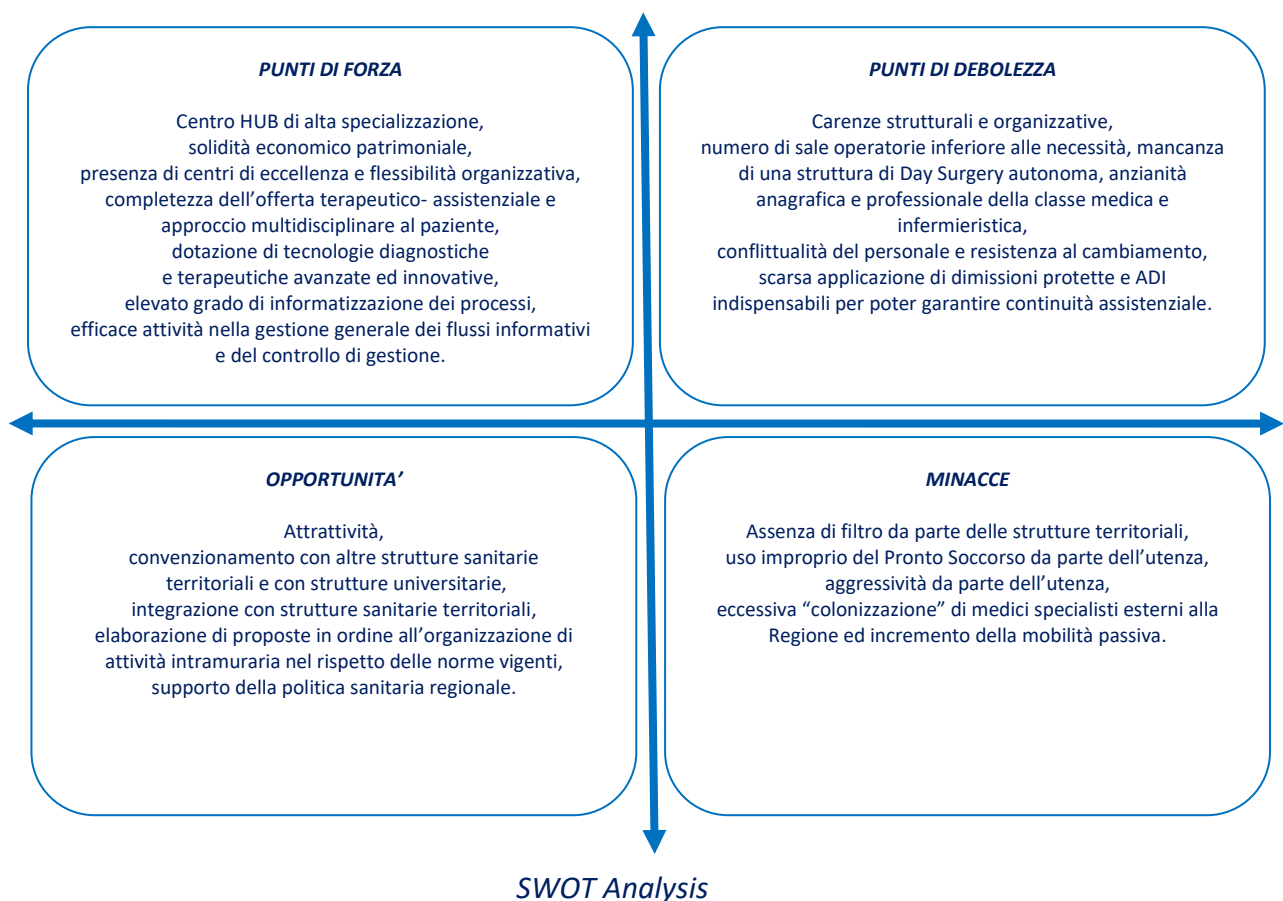 PUNTI DI FORZA
Centro HUB di alta specializzazione,
solidità economico patrimoniale,
presenza di centri di eccellenza e flessibilità organizzativa,
completezza dell’offerta terapeutico- assistenziale e
approccio multidisciplinare al paziente,
dotazione di tecnologie diagnostiche
e terapeutiche avanzate ed innovative,
elevato grado di informatizzazione dei processi,
efficace attività nella gestione generale dei flussi informativi
e del controllo di gestione.
PUNTI DI DEBOLEZZA
Carenze strutturali e organizzative,
numero di sale operatorie inferiore alle necessità, mancanza
di una struttura di Day Surgery autonoma, anzianità
anagrafica e professionale della classe medica e
infermieristica,
conflittualità del personale e resistenza al cambiamento,
scarsa applicazione di dimissioni protette e ADI
indispensabili per poter garantire continuità assistenziale.
OPPORTUNITA’
Attrattività,
convenzionamento con altre strutture sanitarie
territoriali e con strutture universitarie,
integrazione con strutture sanitarie territoriali,
elaborazione di proposte in ordine all’organizzazione di
attività intramuraria nel rispetto delle norme vigenti,
supporto della politica sanitaria regionale.
MINACCE
Assenza di filtro da parte delle strutture territoriali,
uso improprio del Pronto Soccorso da parte dell’utenza,
aggressività da parte dell’utenza,
eccessiva “colonizzazione” di medici specialisti esterni alla
Regione ed incremento della mobilità passiva.
SWOT Analysis